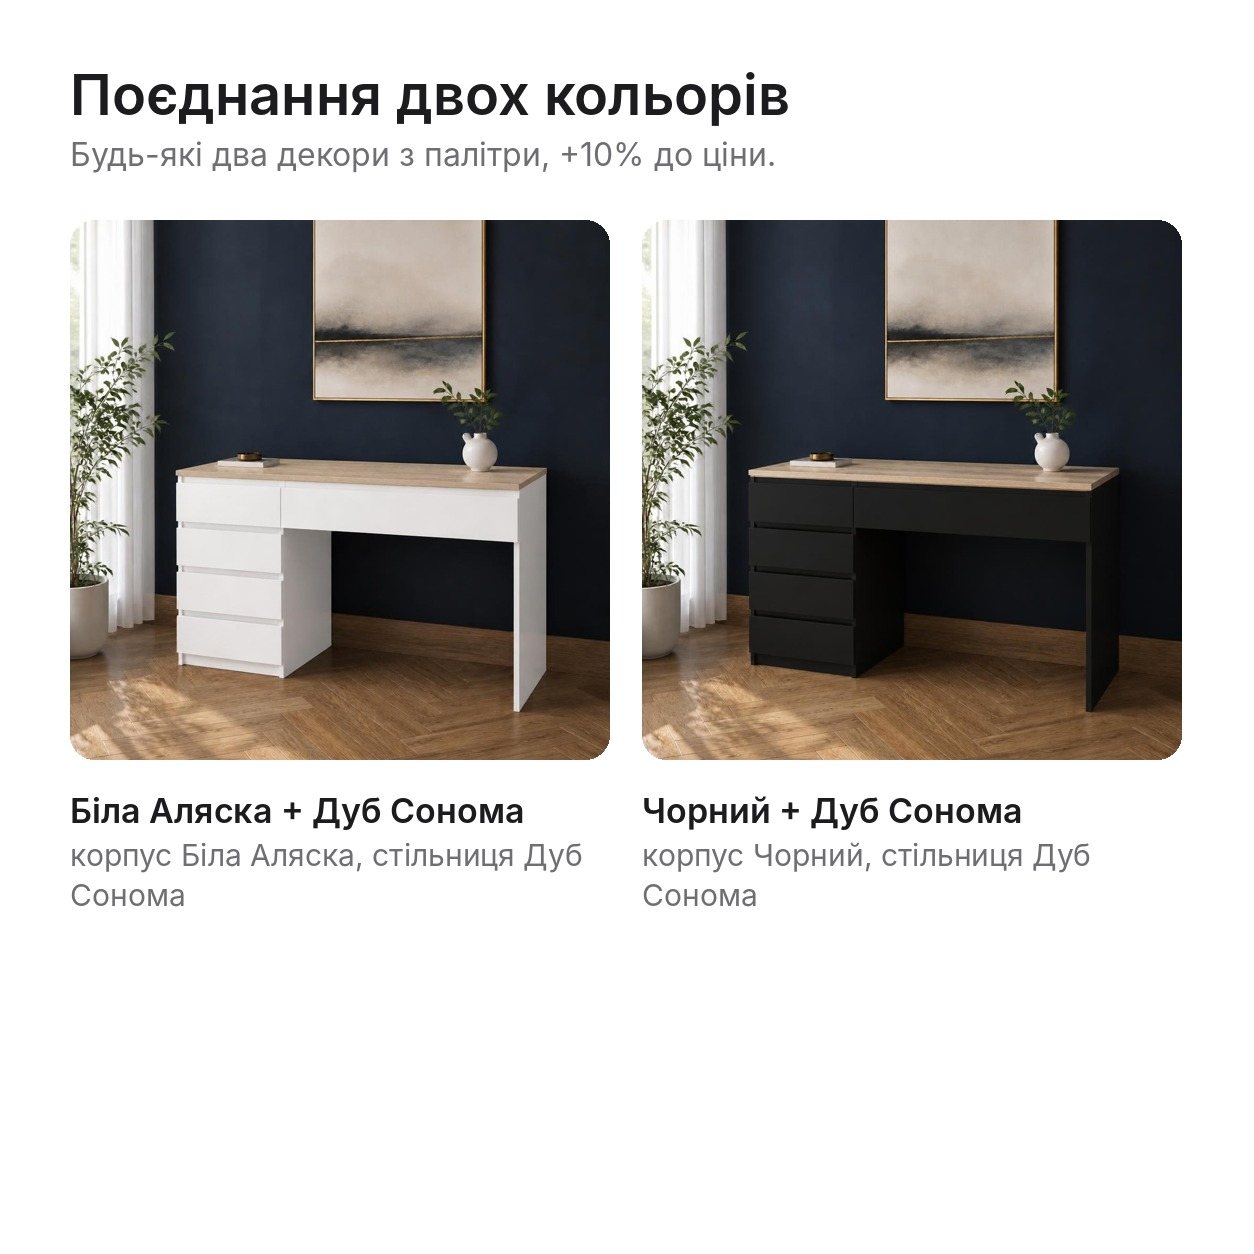 Поєднання двох кольорів
Будь-які два декори з палітри, +10% до ціни.
Біла Аляска + Дуб Сонома
корпус Біла Аляска, стільниця Дуб
Сонома
Чорний + Дуб Сонома
корпус Чорний, стільниця Дуб
Сонома